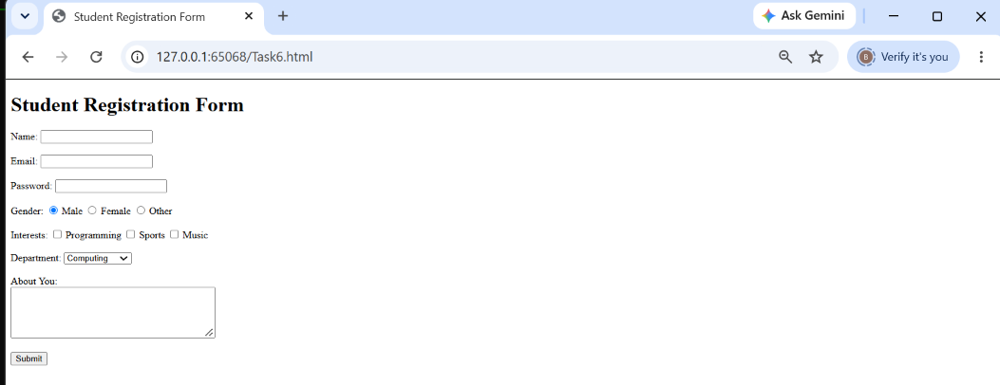 Student Registration Form
Ask Gemini
127.0.0.1:65068/Task6.html
B
Verify it's you
Student Registration Form
Name:
Email:
Password:
Gender: Male Female Other
Interests: Programming Sports Music
Department: Computing
About You:
Submit